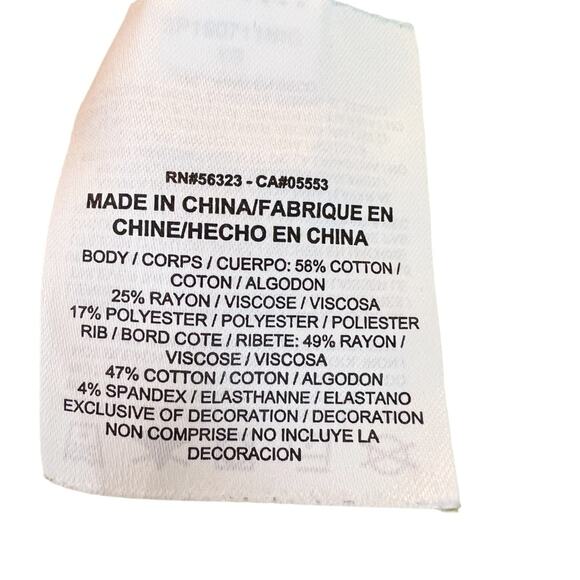 RN#56323 - CA#05553
MADE IN CHINA/FABRIQUE EN
CHINE/HECHO EN CHINA
BODY / CORPS / CUERPO: 58% COTTON /
COTON / ALGODON
25% RAYON / VISCOSE / VISCOSA
17% POLYESTER / POLYESTER / POLIESTER
RIB / BORD COTE / RIBETE: 49% RAYON /
VISCOSE / VISCOSA
47% COTTON / COTON / ALGODON
4% SPANDEX / ELASTHANNE / ELASTANO
EXCLUSIVE OF DECORATION / DECORATION
NON COMPRISE / NO INCLUYE LA
DECORACION